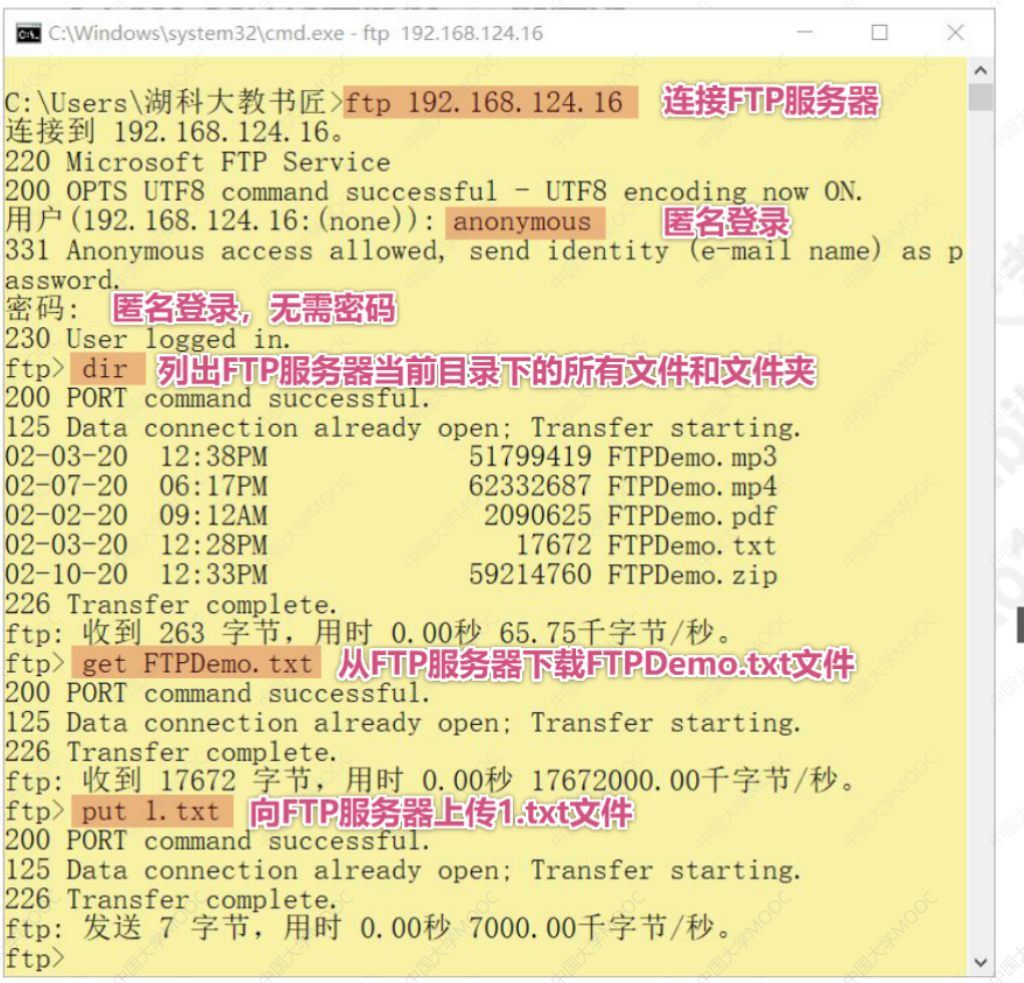 C:\Windows\system32\cmd.exe - ftp 192.168.124.16
C:\Users\湖科大教书匠>ftp 192.168.124.16 连接FTP服务器
连接到 192.168.124.16。
220 Microsoft FTP Service
200 OPTS UTF8 command successful - UTF8 encoding now ON.
用户(192.168.124.16:(none)): anonymous 匿名登录
331 Anonymous access allowed, send identity (e-mail name) as p
assword.
密码: 匿名登录，无需密码
230 User logged in.
ftp> dir 列出FTP服务器当前目录下的所有文件和文件夹
200 PORT command successful.
125 Data connection already open; Transfer starting.
02-03-20 12:38PM 51799419 FTPDemo.mp3
02-07-20 06:17PM 62332687 FTPDemo.mp4
02-02-20 09:12AM 2090625 FTPDemo.pdf
02-03-20 12:28PM 17672 FTPDemo.txt
02-10-20 12:33PM 59214760 FTPDemo.zip
226 Transfer complete.
ftp: 收到 263 字节，用时 0.00秒 65.75千字节/秒。
ftp> get FTPDemo.txt 从FTP服务器下载FTPDemo.txt文件
200 PORT command successful.
125 Data connection already open; Transfer starting.
226 Transfer complete.
ftp: 收到 17672 字节，用时 0.00秒 17672000.00千字节/秒。
ftp> put 1.txt 向FTP服务器上传1.txt文件
200 PORT command successful.
125 Data connection already open; Transfer starting.
226 Transfer complete.
ftp: 发送 7 字节，用时 0.00秒 7000.00千字节/秒。
ftp>
中国大学MOOC